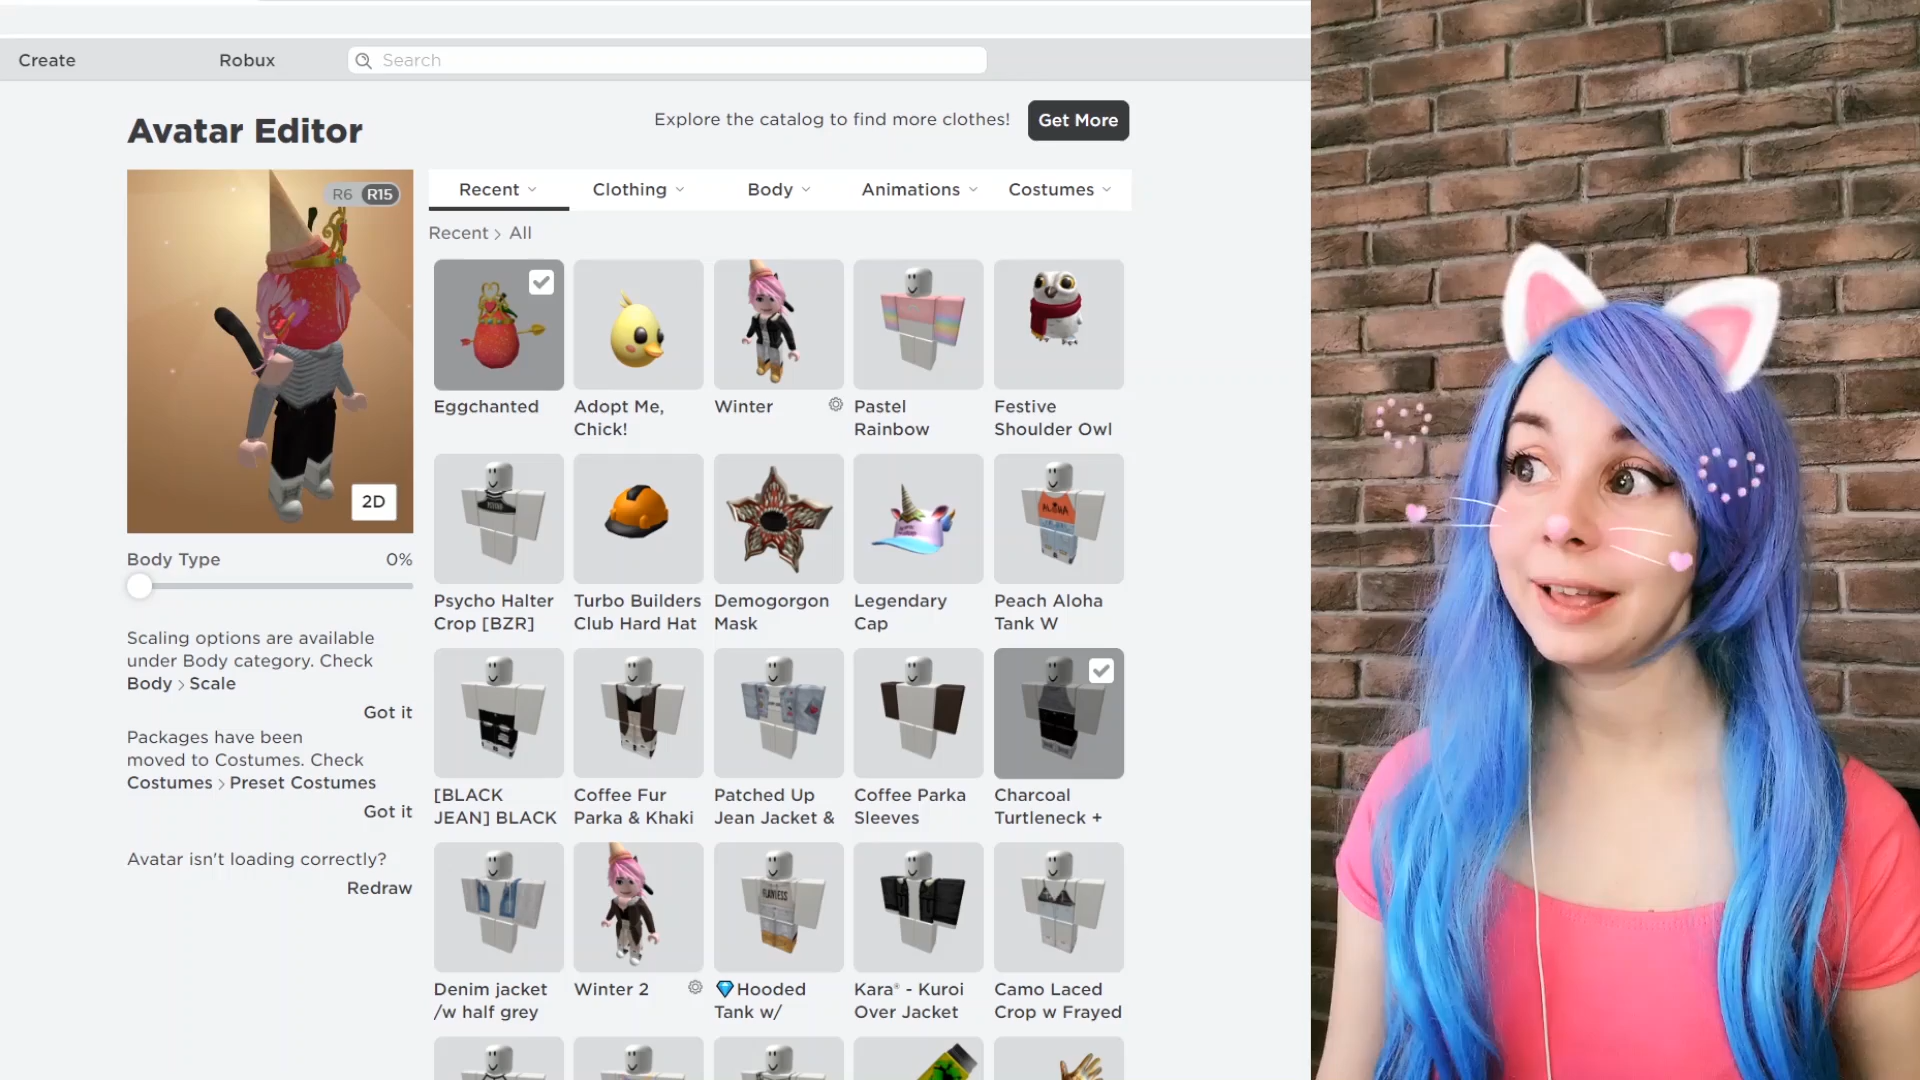 Create
Robux
Search
Avatar Editor
Explore the catalog to find more clothes!
Get More
R6 R15
2D
Body Type 0%
Scaling options are available
under Body category. Check
Body > Scale
Got it
Packages have been
moved to Costumes. Check
Costumes > Preset Costumes
Got it
Avatar isn't loading correctly?
Redraw
Recent
Clothing
Body
Animations
Costumes
Recent > All
Eggchanted
Adopt Me,
Chick!
Winter
Pastel
Rainbow
Festive
Shoulder Owl
PSYCHO
ALOHA
Psycho Halter
Crop [BZR]
Turbo Builders
Club Hard Hat
Demogorgon
Mask
Legendary
Cap
Peach Aloha
Tank W
[BLACK
JEAN] BLACK
Coffee Fur
Parka & Khaki
Patched Up
Jean Jacket &
Coffee Parka
Sleeves
Charcoal
Turtleneck +
FLAWLESS
Denim jacket
/w half grey
Winter 2
💎Hooded
Tank w/
Kara® - Kuroi
Over Jacket
Camo Laced
Crop w Frayed